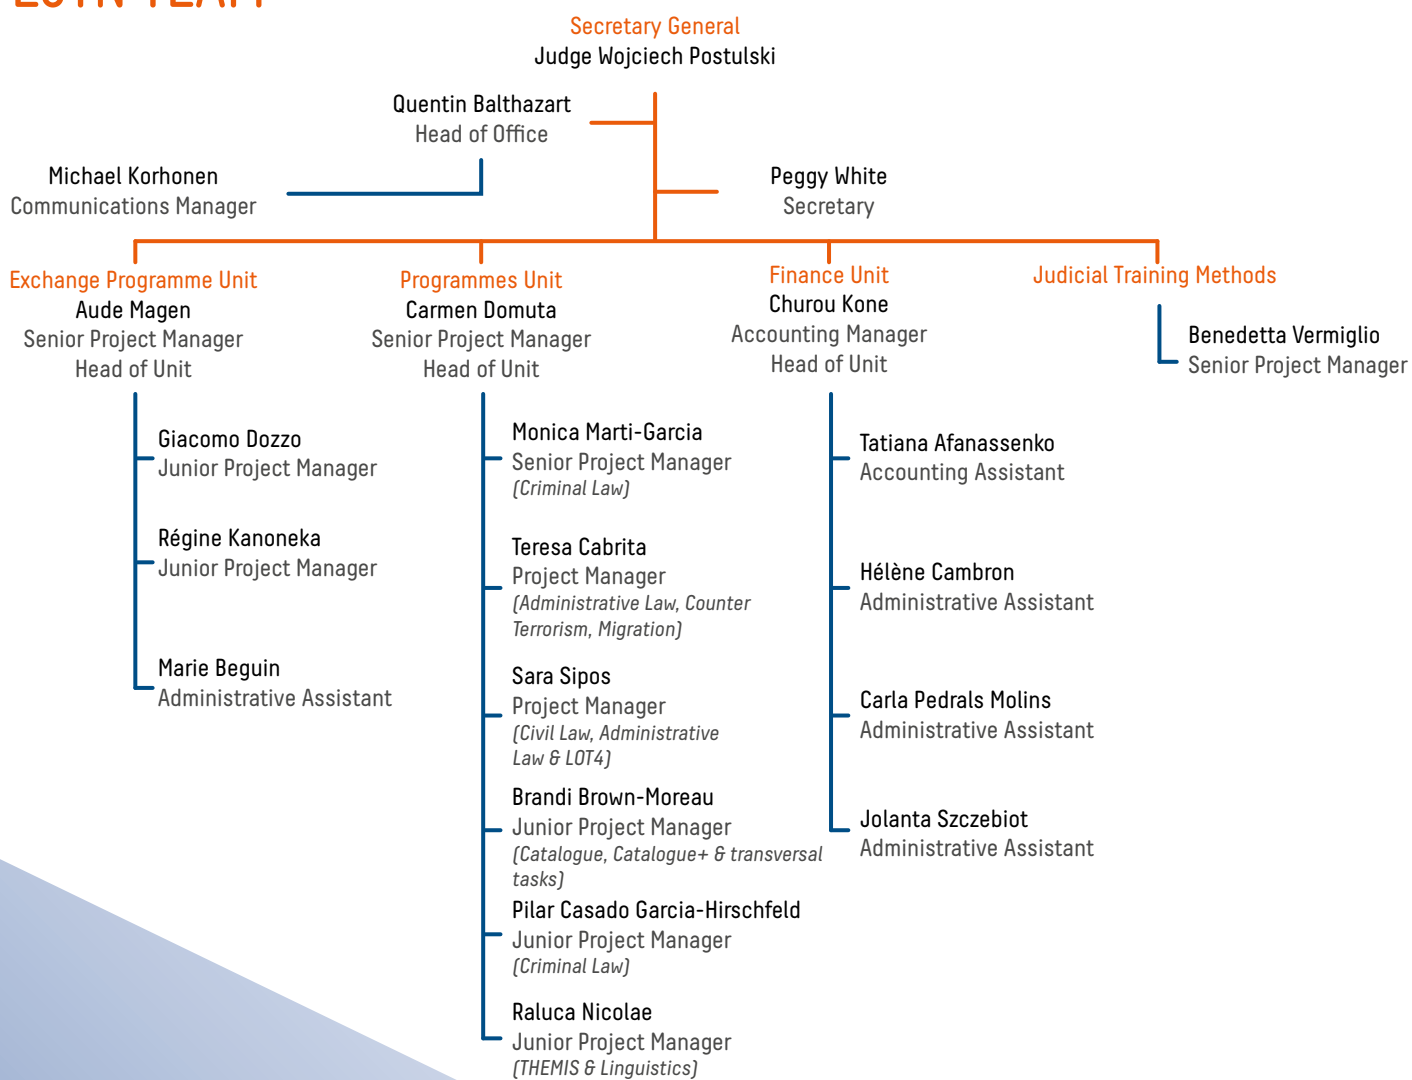 Secretary General
Judge Wojciech Postulski
Quentin Balthazart
Head of Office
Michael Korhonen
Communications Manager
Peggy White
Secretary
Exchange Programme Unit
Aude Magen
Senior Project Manager
Head of Unit
Giacomo Dozzo
Junior Project Manager
Régine Kanoneka
Junior Project Manager
Marie Beguin
Administrative Assistant
Programmes Unit
Carmen Domuta
Senior Project Manager
Head of Unit
Monica Marti-Garcia
Senior Project Manager
(Criminal Law)
Teresa Cabrita
Project Manager
(Administrative Law, Counter
Terrorism, Migration)
Sara Sipos
Project Manager
(Civil Law, Administrative
Law & LOT4)
Brandi Brown-Moreau
Junior Project Manager
(Catalogue, Catalogue+ & transversal
tasks)
Pilar Casado Garcia-Hirschfeld
Junior Project Manager
(Criminal Law)
Raluca Nicolae
Junior Project Manager
(THEMIS & Linguistics)
Finance Unit
Churou Kone
Accounting Manager
Head of Unit
Tatiana Afanassenko
Accounting Assistant
Hélène Cambron
Administrative Assistant
Carla Pedrals Molins
Administrative Assistant
Jolanta Szczebiot
Administrative Assistant
Judicial Training Methods
Benedetta Vermiglio
Senior Project Manager